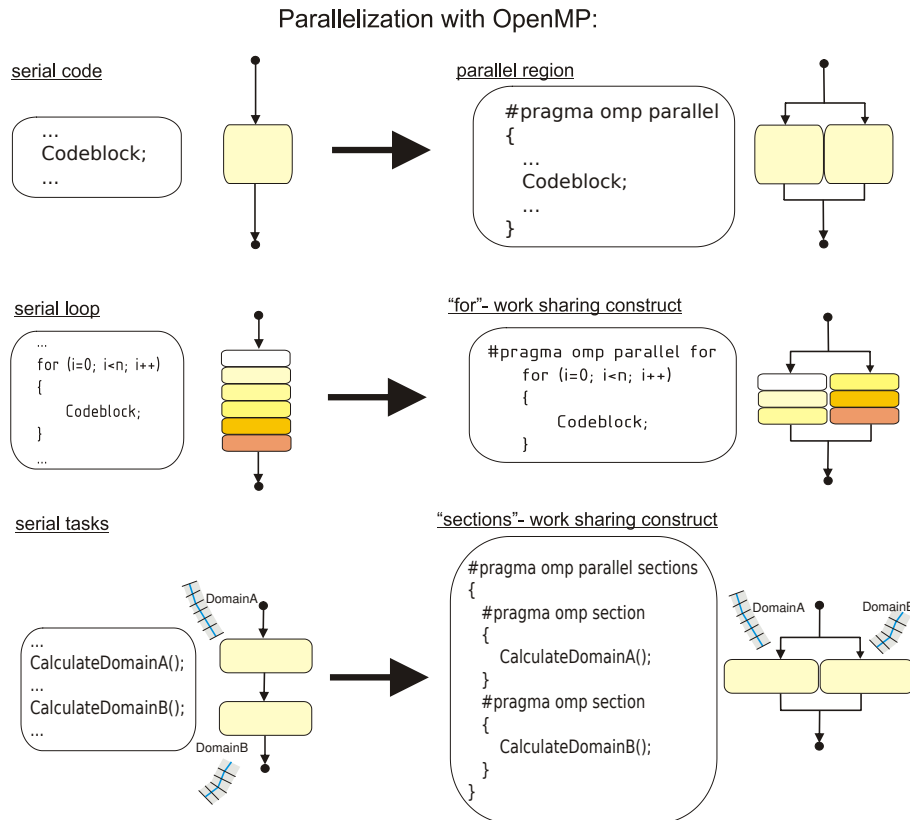 Parallelization with OpenMP:
serial code
...
Codeblock;
...
parallel region
#pragma omp parallel
{
...
Codeblock;
...
}
serial loop
...
for (i=0; i<n; i++)
{
Codeblock;
}
...
"for"- work sharing construct
#pragma omp parallel for
for (i=0; i<n; i++)
{
Codeblock;
}
serial tasks
...
CalculateDomainA();
...
CalculateDomainB();
...
DomainA
DomainB
"sections"- work sharing construct
#pragma omp parallel sections
{
#pragma omp section
{
CalculateDomainA();
}
#pragma omp section
{
CalculateDomainB();
}
}
DomainA
DomainB